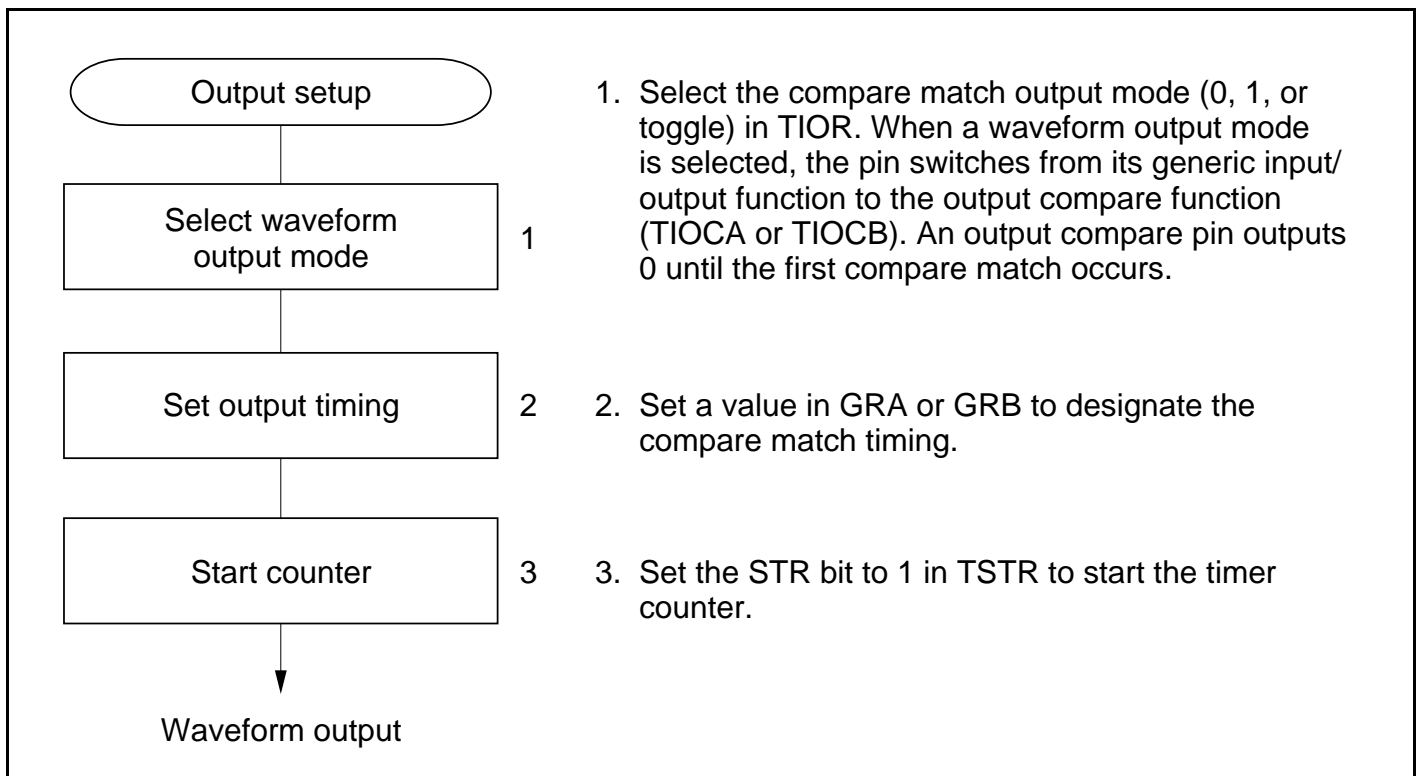 Output setup
Select waveform
output mode
1
Set output timing
2
Start counter
3
Waveform output
1. Select the compare match output mode (0, 1, or
toggle) in TIOR. When a waveform output mode
is selected, the pin switches from its generic input/
output function to the output compare function
(TIOCA or TIOCB). An output compare pin outputs
0 until the first compare match occurs.
2. Set a value in GRA or GRB to designate the
compare match timing.
3. Set the STR bit to 1 in TSTR to start the timer
counter.